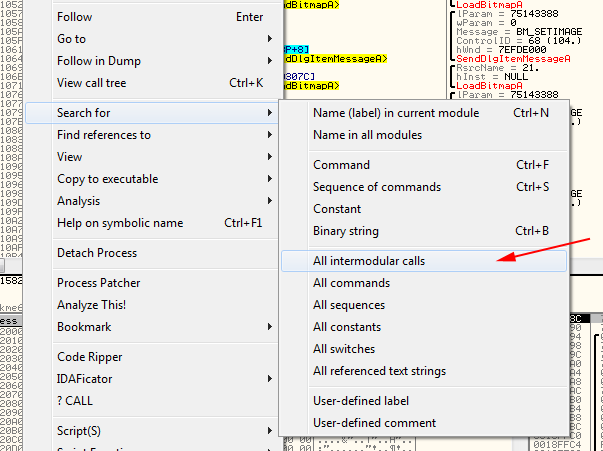 Follow Enter
Go to
Follow in Dump
View call tree Ctrl+K
Search for
Find references to
View
Copy to executable
Analysis
Help on symbolic name Ctrl+F1
Detach Process
Process Patcher
Analyze This!
Bookmark
Code Ripper
IDAFicator
? CALL
Script(S)
Name (label) in current module Ctrl+N
Name in all modules
Command Ctrl+F
Sequence of commands Ctrl+S
Constant
Binary string Ctrl+B
All intermodular calls
All commands
All sequences
All constants
All switches
All referenced text strings
User-defined label
User-defined comment
adBitmapA>
P+8]
ndDlgItemMessageA>
0307C]
adBitmapA>
LoadBitmapA
lParam = 75143388
wParam = 0
Message = BM_SETIMAGE
ControlID = 68 (104.)
hWnd = 7EFDE000
SendDlgItemMessageA
RsrcName = 21.
hInst = NULL
LoadBitmapA
lParam = 75143388